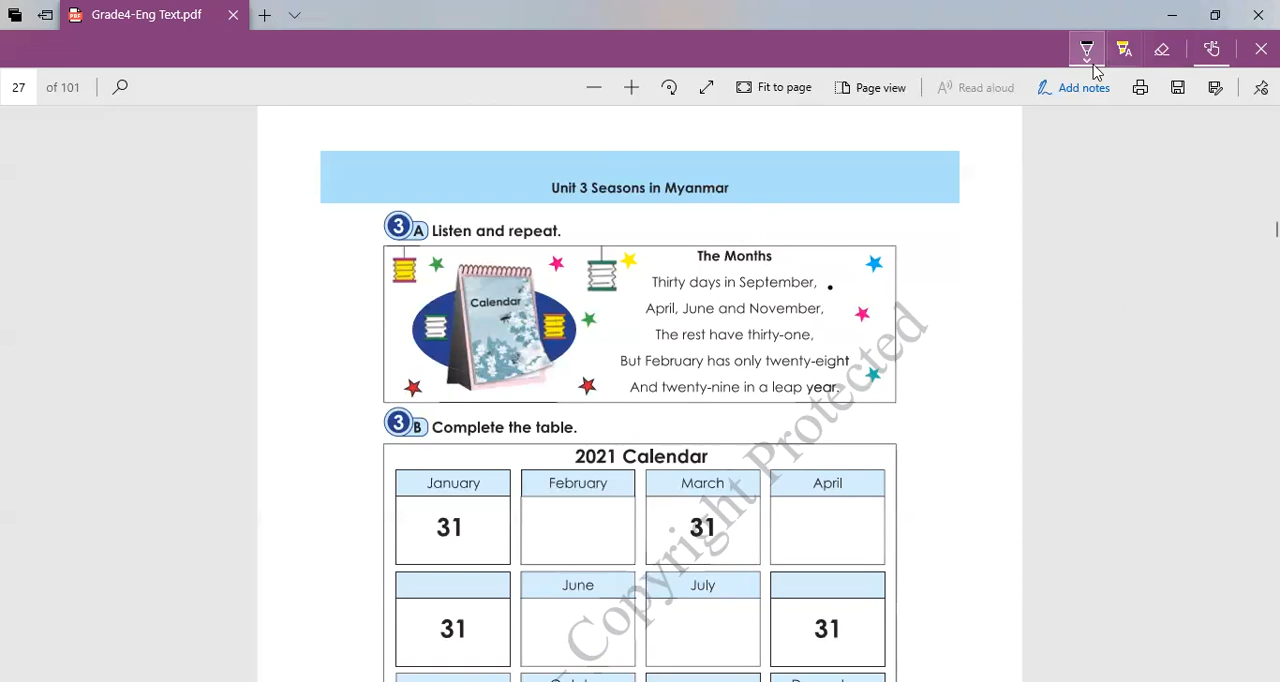 Grade4-Eng Text.pdf
27 of 101
Fit to page
Page view
Read aloud
Add notes
Unit 3 Seasons in Myanmar
3 A Listen and repeat.
Calendar
The Months
Thirty days in September,
April, June and November,
The rest have thirty-one,
But February has only twenty-eight
And twenty-nine in a leap year.
3 B Complete the table.
2021 Calendar
January February March April
31 31
June July
31 31
Copyright Protected